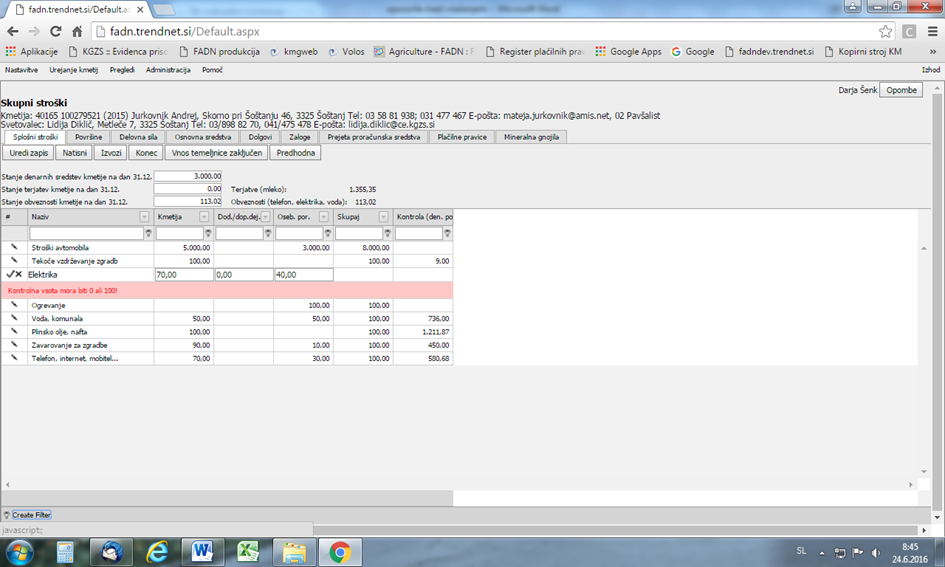 fadn.trendnet.si/Default.a
fadn.trendnet.si/Default.aspx
Aplikacije KGZS :: Evidenca prisc FADN produkcija kmgweb Volos Agriculture - FADN : F Register plačilnih prav Google Apps Google fadndev.trendnet.si Kopirni stroj KM »
Nastavitve Urejanje kmetij Pregledi Administracija Pomoč Izhod
Darja Šenk Opombe
Skupni stroški
Kmetija: 40165 100279521 (2015) Jurkovnik Andrej, Skorno pri Šoštanju 46, 3325 Šoštanj Tel: 03 58 81 938; 031 477 467 E-pošta: mateja.jurkovnik@amis.net, 02 Pavšalist
Svetovalec: Lidija Diklič, Metleče 7, 3325 Šoštanj Tel: 03/898 82 70, 041/475 478 E-pošta: lidija.diklic@ce.kgzs.si
Splošni stroški Površine Delovna sila Osnovna sredstva Dolgovi Zaloge Prejeta proračunska sredstva Plačilne pravice Mineralna gnojila
Uredi zapis Natisni Izvozi Konec Vnos temeljnice zaključen Predhodna
Stanje denarnih sredstev kmetije na dan 31.12. 3.000.00
Stanje terjatev kmetije na dan 31.12. 0.00 Terjatve (mleko): 1.355,35
Stanje obveznosti kmetije na dan 31.12. 113.02 Obveznosti (telefon, elektrika, voda): 113,02
# Naziv Kmetija Dod./dop.dej. Oseb. por. Skupaj Kontrola (den. po
Stroški avtomobila 5.000.00 3.000,00 8.000.00
Tekoče vzdrževanje zgradb 100.00 100,00 9.00
Elektrika 70,00 0,00 40,00
Kontrolna vsota mora biti 0 ali 100!
Ogrevanje 100,00 100,00
Voda, komunala 50,00 50,00 100,00 736,00
Plinsko olje, nafta 100,00 100,00 1.211,87
Zavarovanje za zgradbe 90,00 10,00 100,00 450,00
Telefon, internet, mobitel... 70,00 30,00 100,00 580,68
Create Filter
javascript:;
SL 8:45
24.6.2016